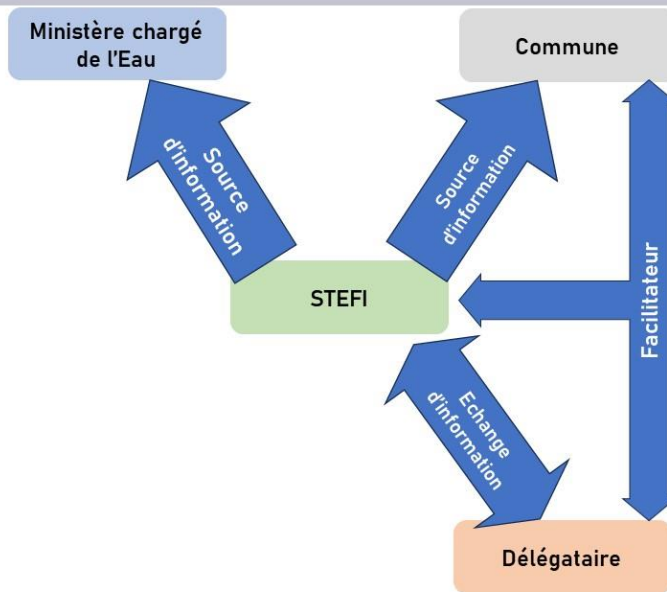 Ministère chargé
de l'Eau
Commune
Source
d'information
Source
d'information
STEFI
Facilitateur
Echange
d'information
Délégataire